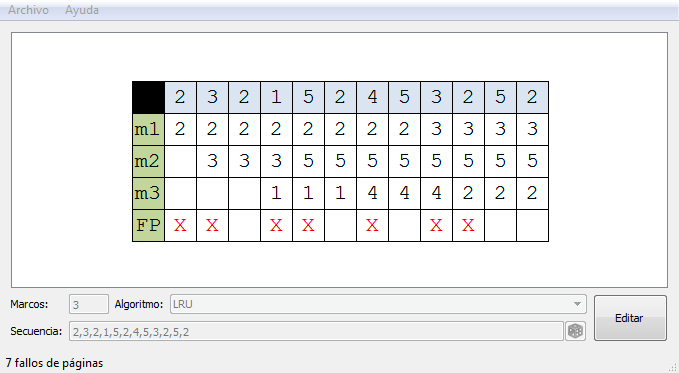 Archivo Ayuda
2 3 2 1 5 2 4 5 3 2 5 2
m1 2 2 2 2 2 2 2 2 3 3 3 3
m2 3 3 3 5 5 5 5 5 5 5 5
m3 1 1 1 4 4 4 2 2 2
FP X X X X X X X
Marcos: 3 Algoritmo: LRU
Editar
Secuencia: 2,3,2,1,5,2,4,5,3,2,5,2
7 fallos de páginas